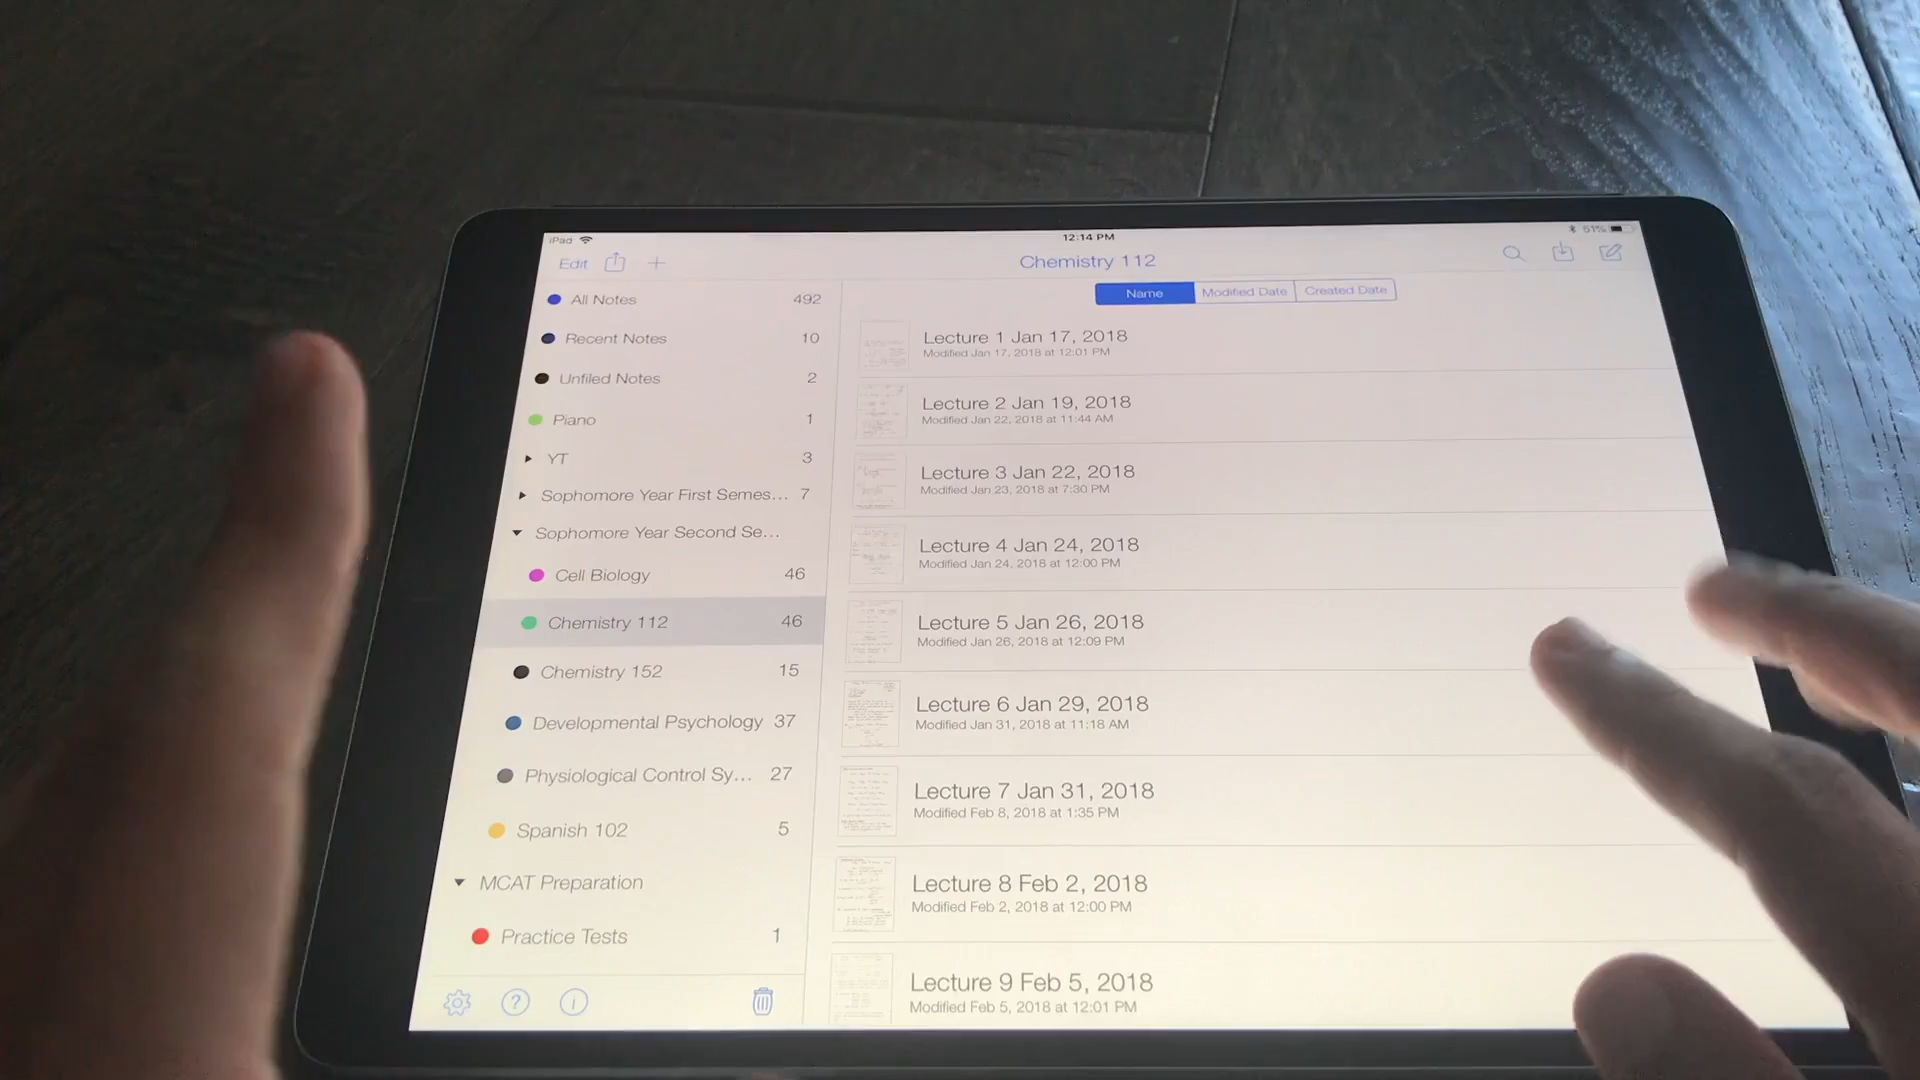 iPad
12:14 PM
51%
Edit
Chemistry 112
Name
Modified Date
Created Date
All Notes 492
Recent Notes 10
Unfiled Notes 2
Piano 1
YT 3
Sophomore Year First Semes... 7
Sophomore Year Second Se...
Cell Biology 46
Chemistry 112 46
Chemistry 152 15
Developmental Psychology 37
Physiological Control Sy... 27
Spanish 102 5
MCAT Preparation
Practice Tests 1
Lecture 1 Jan 17, 2018
Modified Jan 17, 2018 at 12:01 PM
Lecture 2 Jan 19, 2018
Modified Jan 22, 2018 at 11:44 AM
Lecture 3 Jan 22, 2018
Modified Jan 23, 2018 at 7:30 PM
Lecture 4 Jan 24, 2018
Modified Jan 24, 2018 at 12:00 PM
Lecture 5 Jan 26, 2018
Modified Jan 26, 2018 at 12:09 PM
Lecture 6 Jan 29, 2018
Modified Jan 31, 2018 at 11:18 AM
Lecture 7 Jan 31, 2018
Modified Feb 8, 2018 at 1:35 PM
Lecture 8 Feb 2, 2018
Modified Feb 2, 2018 at 12:00 PM
Lecture 9 Feb 5, 2018
Modified Feb 5, 2018 at 12:01 PM